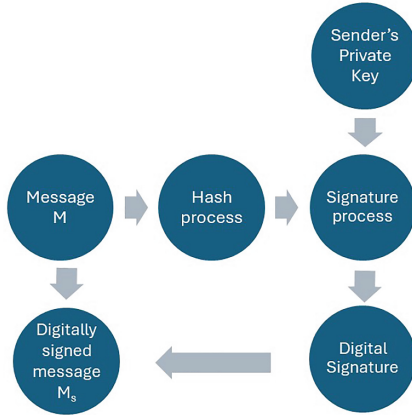 Sender's
Private
Key
Message
M
Hash
process
Signature
process
Digitally
signed
message
Ms
Digital
Signature